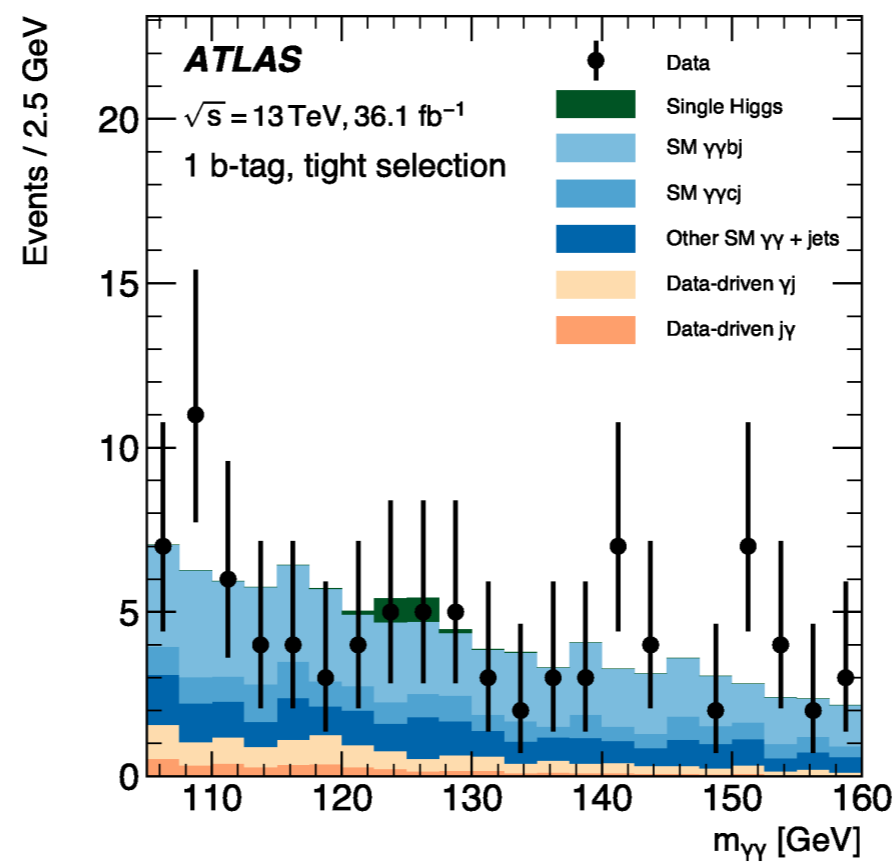 Events / 2.5 GeV
ATLAS
√s = 13 TeV, 36.1 fb⁻¹
1 b-tag, tight selection
Data
Single Higgs
SM γγbj
SM γγcj
Other SM γγ + jets
Data-driven γj
Data-driven jγ
20
15
10
5
0
110 120 130 140 150 160
mγγ [GeV]